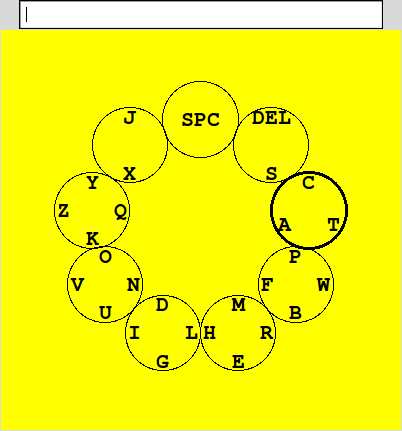 SPC
J DEL
X S
Y C
Z Q A T
K
O P
V N F W
U B
D M
I L H R
G E